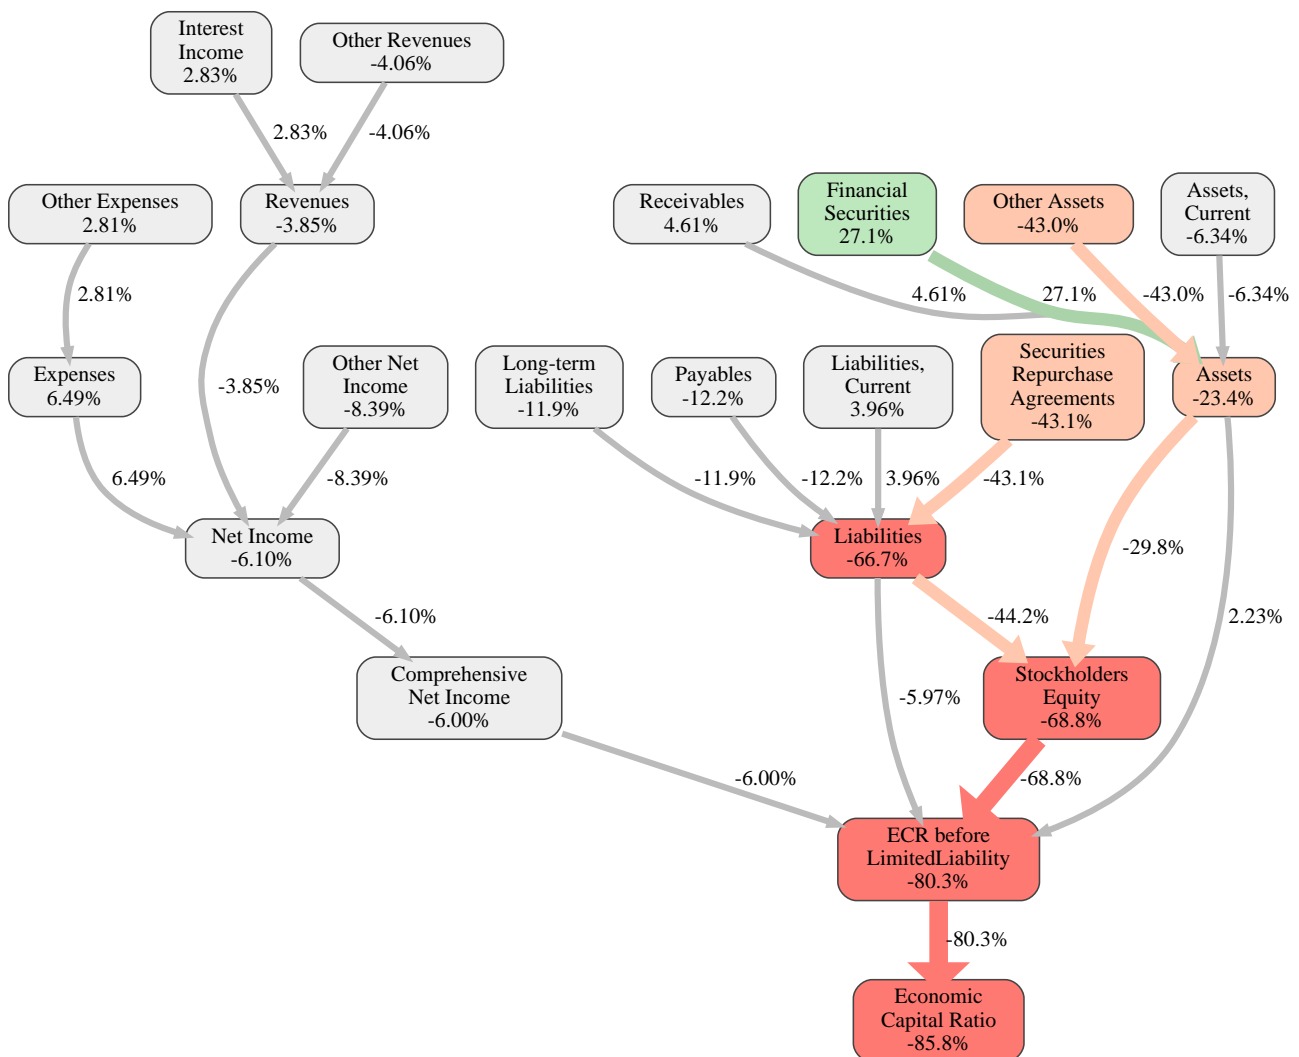 Interest
Income
2.83%
Other Revenues
-4.06%
2.83%
-4.06%
Other Expenses
2.81%
Revenues
-3.85%
Receivables
4.61%
Financial
Securities
27.1%
Other Assets
-43.0%
Assets,
Current
-6.34%
2.81%
4.61%
27.1%
-43.0%
-6.34%
Expenses
6.49%
-3.85%
Other Net
Income
-8.39%
Long-term
Liabilities
-11.9%
Payables
-12.2%
Liabilities,
Current
3.96%
Securities
Repurchase
Agreements
-43.1%
Assets
-23.4%
6.49%
-8.39%
-11.9%
-12.2%
3.96%
-43.1%
Net Income
-6.10%
Liabilities
-66.7%
-29.8%
-6.10%
-44.2%
2.23%
Comprehensive
Net Income
-6.00%
-5.97%
Stockholders
Equity
-68.8%
-6.00%
-68.8%
ECR before
LimitedLiability
-80.3%
-80.3%
Economic
Capital Ratio
-85.8%